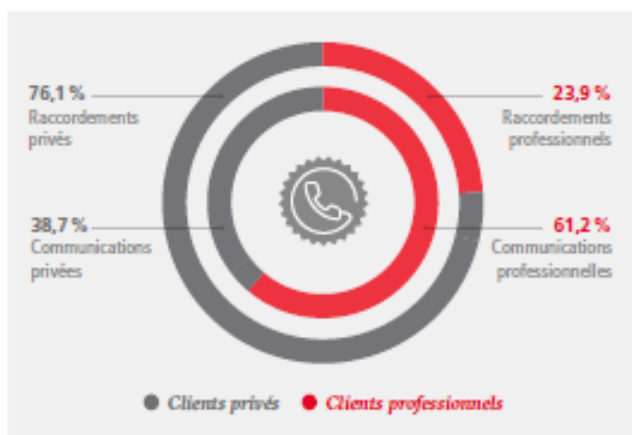 76,1 %
Raccordements
privés
23,9 %
Raccordements
professionnels
38,7 %
Communications
privées
61,2 %
Communications
professionnelles
Clients privés
Clients professionnels